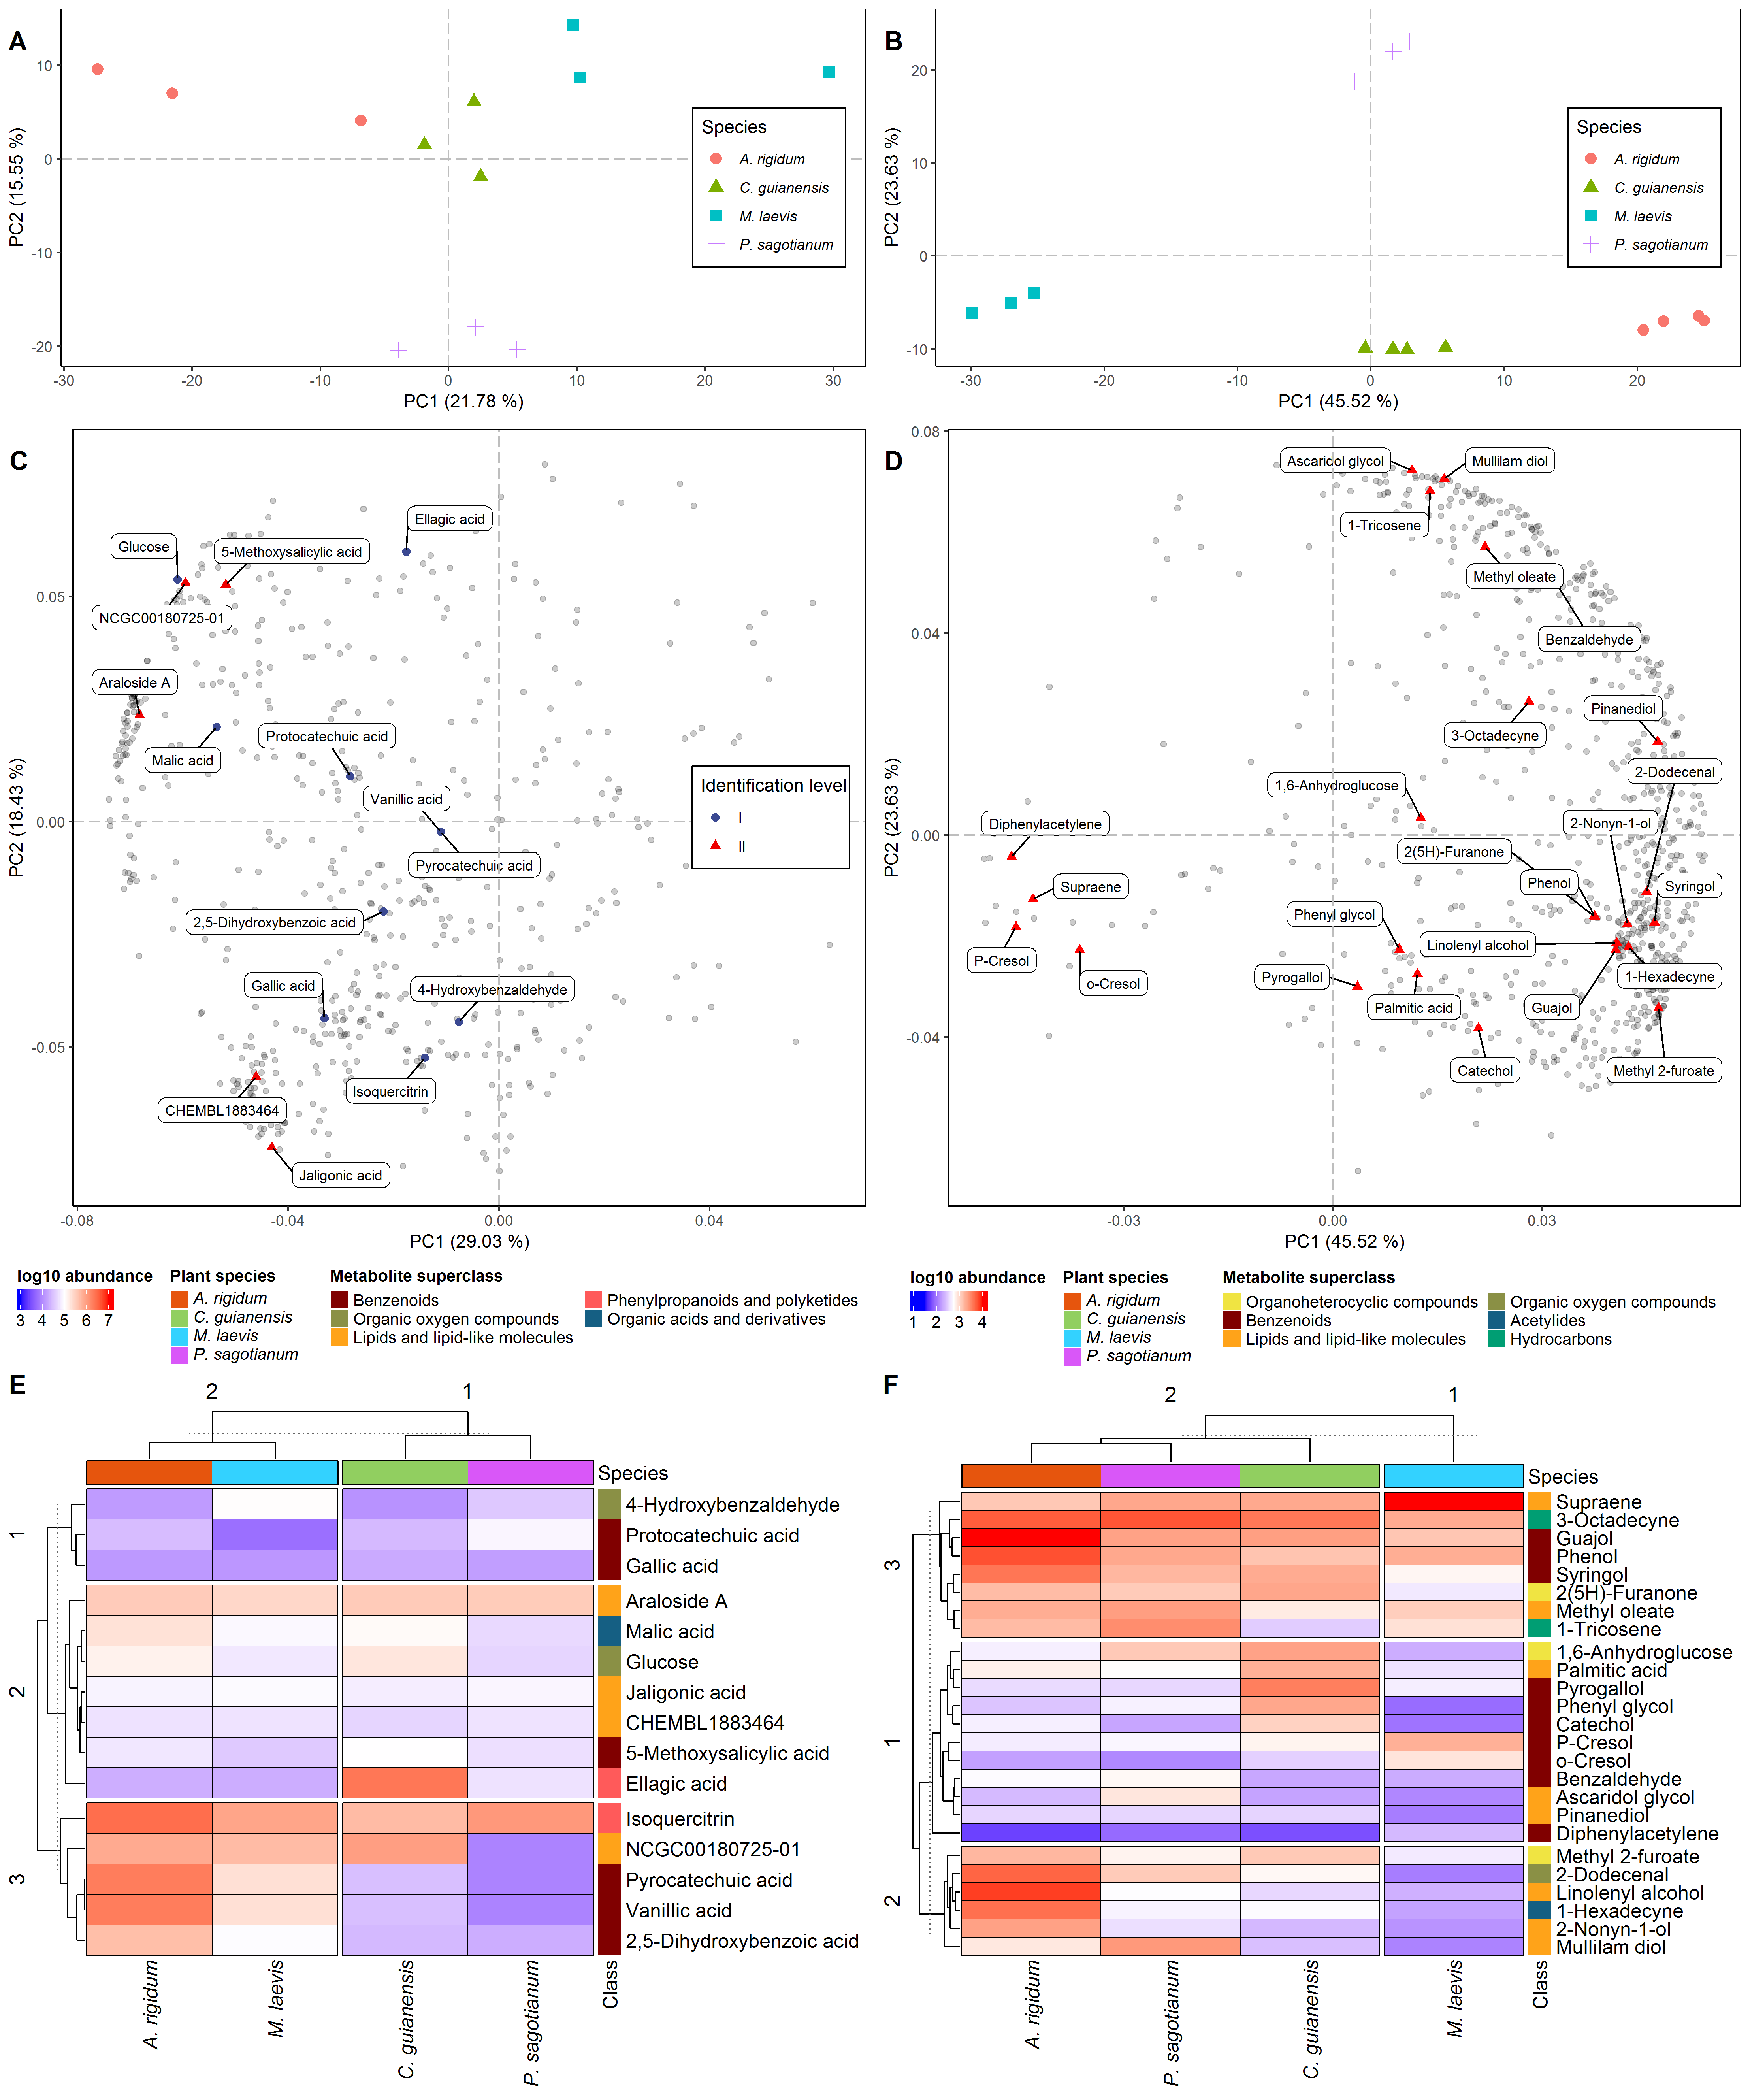 A
PC2 (15.55 %)
10
0
-10
-20
-30
-20
-10
0
10
20
30
PC1 (21.78 %)
Species
A. rigidum
C. guianensis
M. laevis
P. sagotianum
B
PC2 (23.63 %)
20
10
0
-10
-30
-20
-10
0
10
20
PC1 (45.52 %)
Species
A. rigidum
C. guianensis
M. laevis
P. sagotianum
C
PC2 (18.43 %)
0.05
0.00
-0.05
-0.08
-0.04
0.00
0.04
PC1 (29.03 %)
Ellagic acid
Glucose
5-Methoxysalicylic acid
NCGC00180725-01
Araloside A
Malic acid
Protocatechuic acid
Vanillic acid
Pyrocatechuic acid
2,5-Dihydroxybenzoic acid
Gallic acid
4-Hydroxybenzaldehyde
Isoquercitrin
CHEMBL1883464
Jaligonic acid
Identification level
I
II
D
PC2 (23.63 %)
0.08
0.04
0.00
-0.04
-0.03
0.00
0.03
PC1 (45.52 %)
Ascaridol glycol
Mullilam diol
1-Tricosene
Methyl oleate
Benzaldehyde
Pinanediol
3-Octadecyne
2-Dodecenal
1,6-Anhydroglucose
2-Nonyn-1-ol
Diphenylacetylene
2(5H)-Furanone
Phenol
Syringol
Supraene
Phenyl glycol
Linolenyl alcohol
P-Cresol
o-Cresol
Pyrogallol
1-Hexadecyne
Palmitic acid
Guajol
Catechol
Methyl 2-furoate
log10 abundance
3 4 5 6 7
Plant species
A. rigidum
C. guianensis
M. laevis
P. sagotianum
Metabolite superclass
Benzenoids
Organic oxygen compounds
Lipids and lipid-like molecules
Phenylpropanoids and polyketides
Organic acids and derivatives
log10 abundance
1 2 3 4
Plant species
A. rigidum
C. guianensis
M. laevis
P. sagotianum
Metabolite superclass
Organoheterocyclic compounds
Benzenoids
Lipids and lipid-like molecules
Organic oxygen compounds
Acetylides
Hydrocarbons
E
2
1
Species
1
4-Hydroxybenzaldehyde
Protocatechuic acid
Gallic acid
2
Araloside A
Malic acid
Glucose
Jaligonic acid
CHEMBL1883464
5-Methoxysalicylic acid
Ellagic acid
3
Isoquercitrin
NCGC00180725-01
Pyrocatechuic acid
Vanillic acid
2,5-Dihydroxybenzoic acid
A. rigidum
M. laevis
C. guianensis
P. sagotianum
Class
F
2
1
Species
3
Supraene
3-Octadecyne
Guajol
Phenol
Syringol
2(5H)-Furanone
Methyl oleate
1-Tricosene
1
1,6-Anhydroglucose
Palmitic acid
Pyrogallol
Phenyl glycol
Catechol
P-Cresol
o-Cresol
Benzaldehyde
Ascaridol glycol
Pinanediol
Diphenylacetylene
2
Methyl 2-furoate
2-Dodecenal
Linolenyl alcohol
1-Hexadecyne
2-Nonyn-1-ol
Mullilam diol
A. rigidum
P. sagotianum
C. guianensis
M. laevis
Class